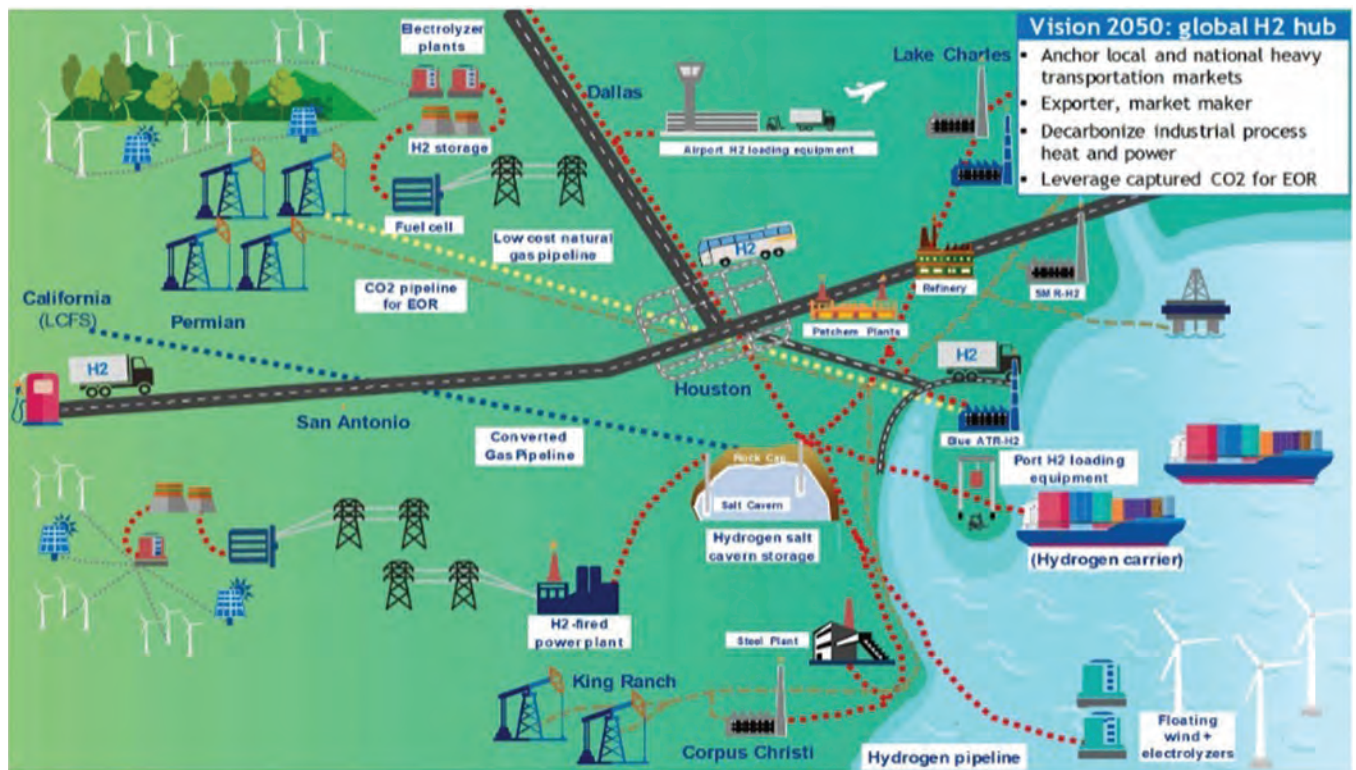 Vision 2050: global H2 hub
• Anchor local and national heavy
transportation markets
• Exporter, market maker
• Decarbonize industrial process
heat and power
• Leverage captured CO2 for EOR
Electrolyzer
plants
H2 storage
Fuel cell
Dallas
Airport H2 loading equipment
Lake Charles
Low cost natural
gas pipeline
H2
CO2 pipeline
for EOR
California
(LCFS)
Permian
H2
San Antonio
Houston
Petchem Plants
Refinery
SMR-H2
H2
Blue ATR-H2
Converted
Gas Pipeline
Rock Cap
Salt Cavern
Hydrogen salt
cavern storage
Port H2 loading
equipment
(Hydrogen carrier)
H2-fired
power plant
Steel Plant
King Ranch
Corpus Christi
Hydrogen pipeline
Floating
wind +
electrolyzers